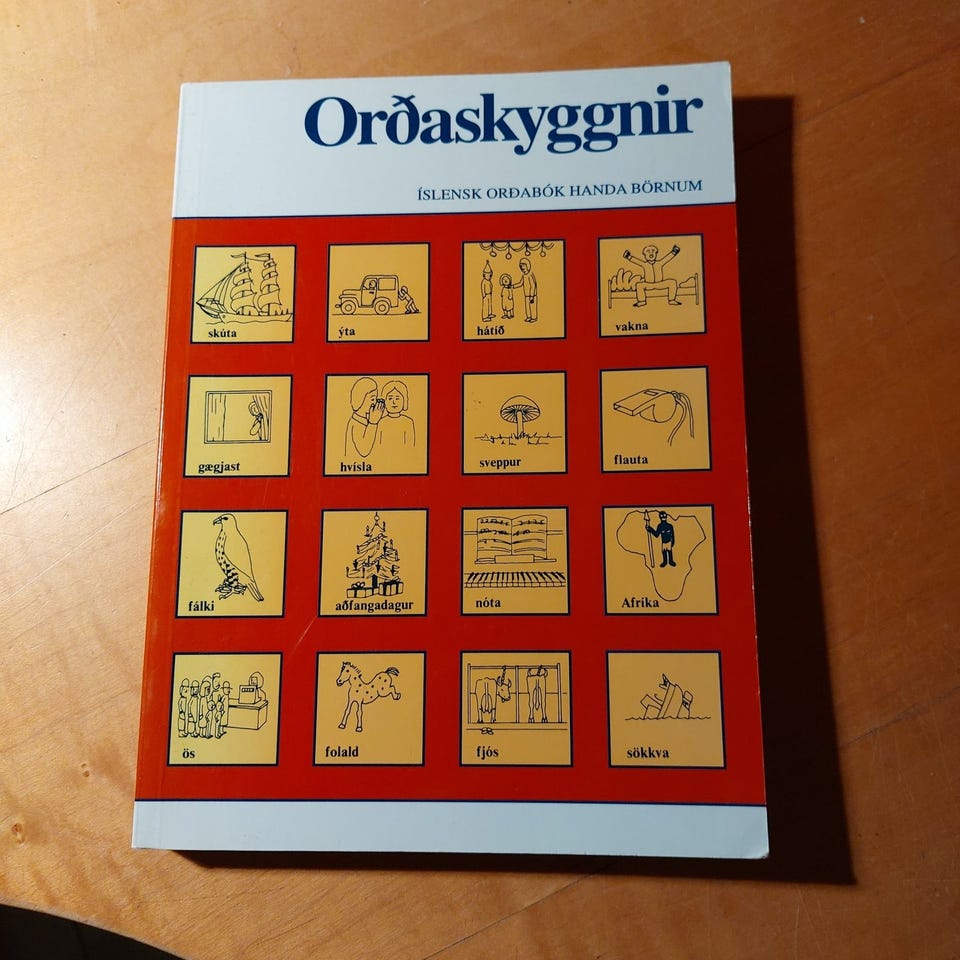 Orðaskyggnir
ÍSLENSK ORÐABÓK HANDA BÖRNUM
skúta
ýta
hátíð
vakna
gægjast
hvísla
sveppur
flauta
fálki
aðfangadagur
nóta
Afríka
ös
folald
fjós
sökkva